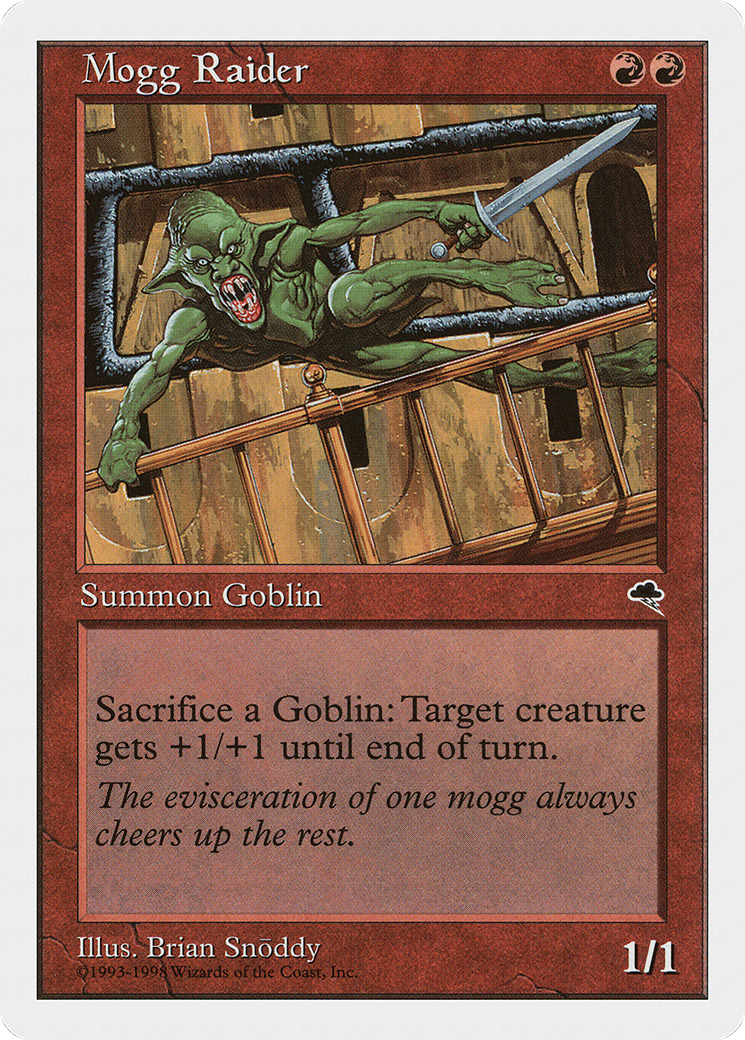 Mogg Raider
Summon Goblin
Sacrifice a Goblin: Target creature
gets +1/+1 until end of turn.
The evisceration of one mogg always
cheers up the rest.
Illus. Brian Snōddy
©1993-1998 Wizards of the Coast, Inc.
1/1